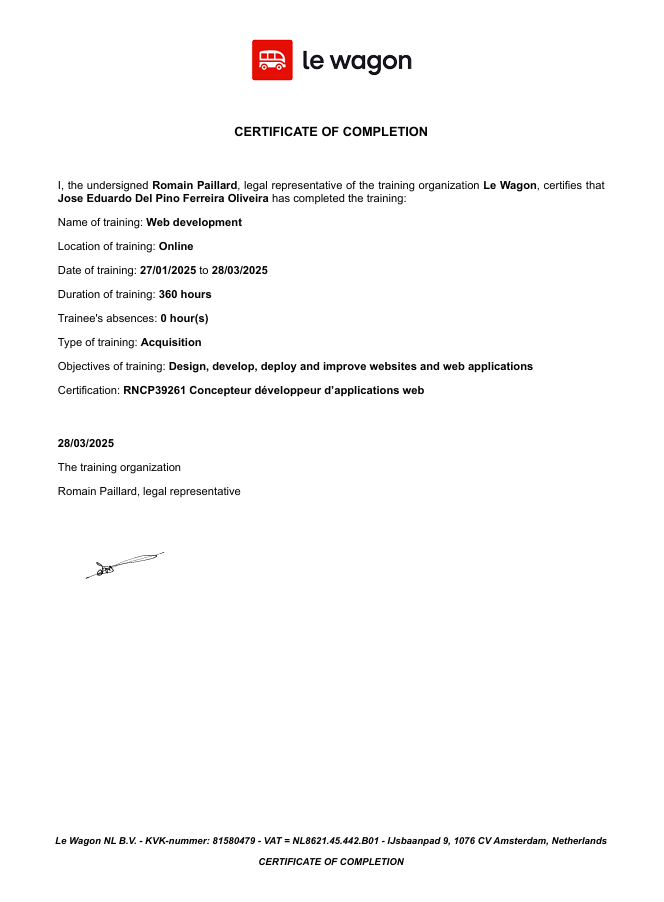 le wagon
CERTIFICATE OF COMPLETION
I, the undersigned Romain Paillard, legal representative of the training organization Le Wagon, certifies that
Jose Eduardo Del Pino Ferreira Oliveira has completed the training:
Name of training: Web development
Location of training: Online
Date of training: 27/01/2025 to 28/03/2025
Duration of training: 360 hours
Trainee's absences: 0 hour(s)
Type of training: Acquisition
Objectives of training: Design, develop, deploy and improve websites and web applications
Certification: RNCP39261 Concepteur développeur d’applications web
28/03/2025
The training organization
Romain Paillard, legal representative
Le Wagon NL B.V. - KVK-nummer: 81580479 - VAT = NL8621.45.442.B01 - IJsbaanpad 9, 1076 CV Amsterdam, Netherlands
CERTIFICATE OF COMPLETION